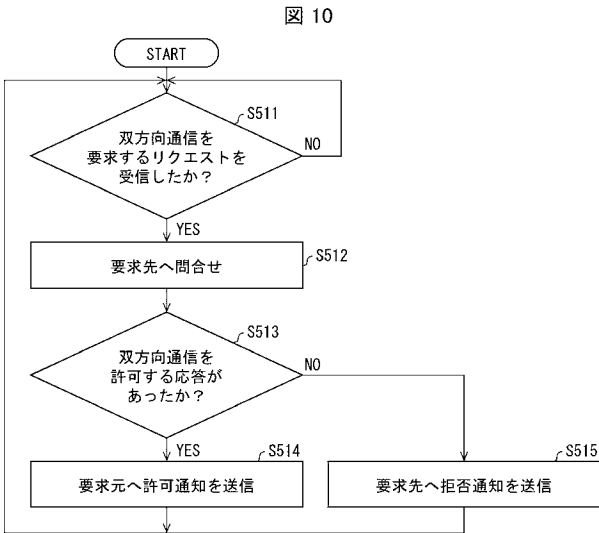 図 10
START
S511
双方向通信を
要求するリクエストを
受信したか？
NO
YES
S512
要求先へ問合せ
S513
双方向通信を
許可する応答が
あったか？
NO
YES
S514
要求元へ許可通知を送信
S515
要求先へ拒否通知を送信